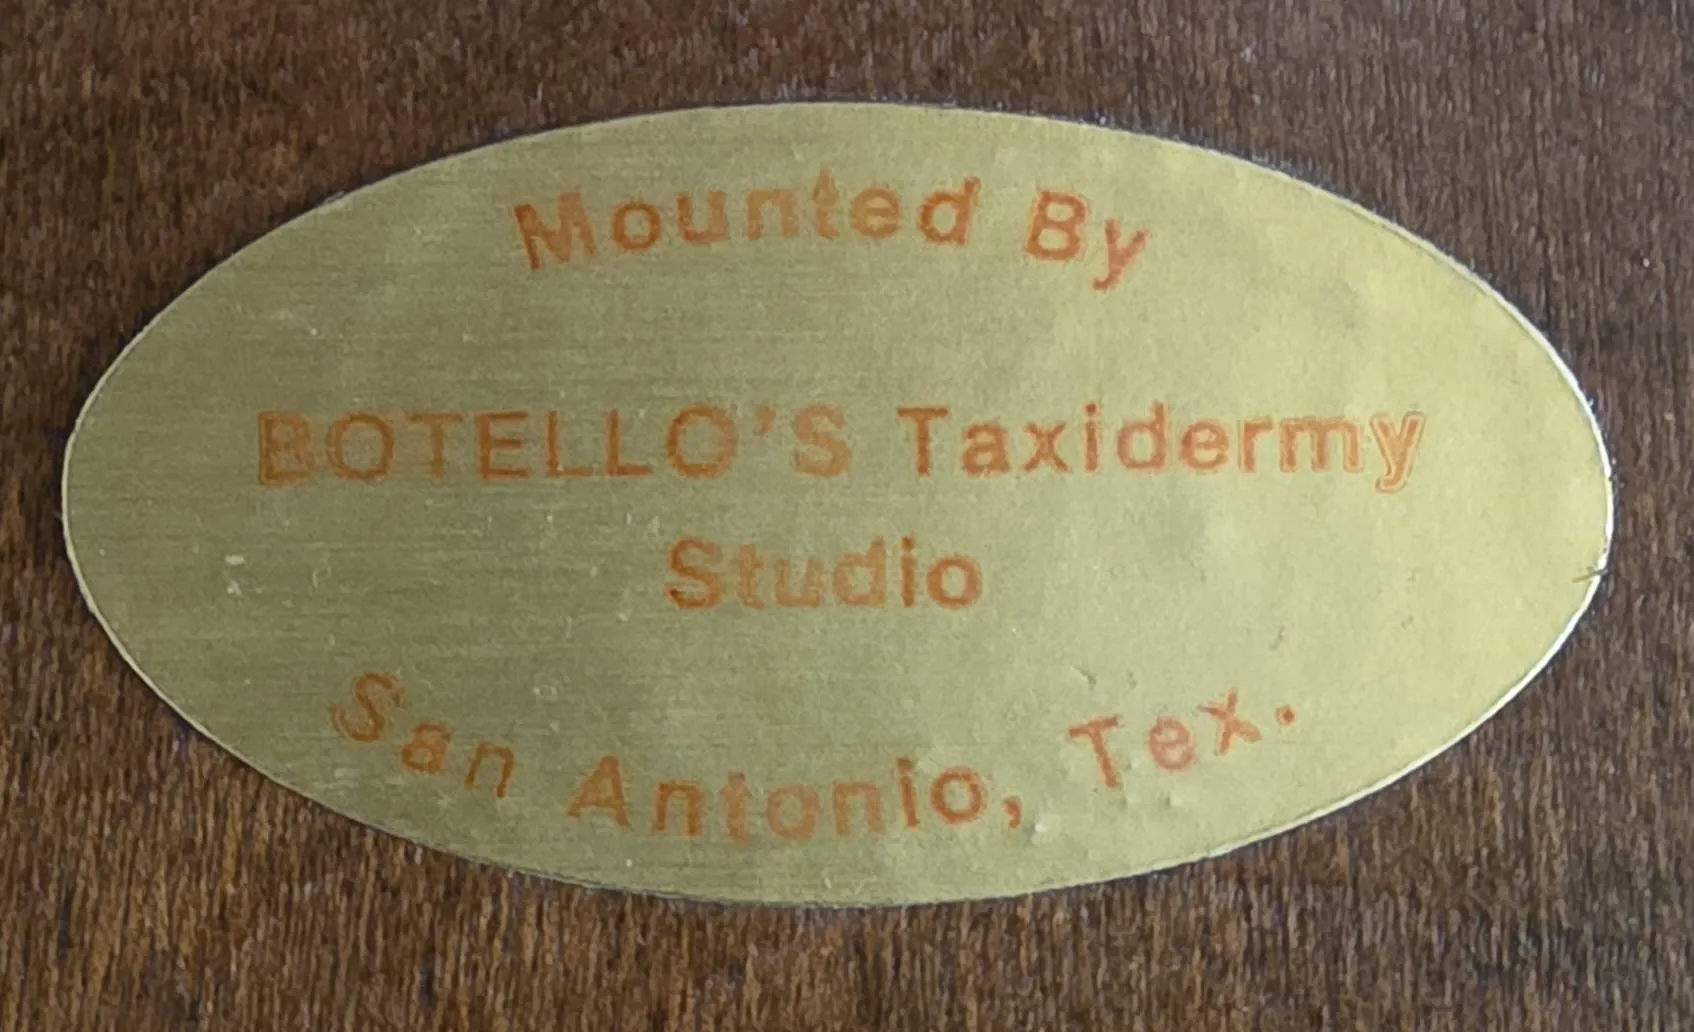 Mounted By
BOTELLO'S Taxidermy
Studio
San Antonio, Tex.